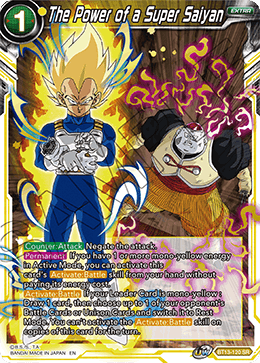 1
The Power of a Super Saiyan
EXTRA
Counter:Attack Negate the attack.
Permanent If you have 1 or more mono-yellow energy
in Active Mode, you can activate this
card's Activate:Battle skill from your hand without
paying its energy cost.
Activate:Battle If your Leader Card is mono-yellow:
Draw 1 card, then choose up to 1 of your opponent's
Battle Cards or Unison Cards and switch it to Rest
Mode. You can't activate the Activate:Battle skill on
copies of this card for the turn.
BANDAI MADE IN JAPAN EN
BT13-120 SR